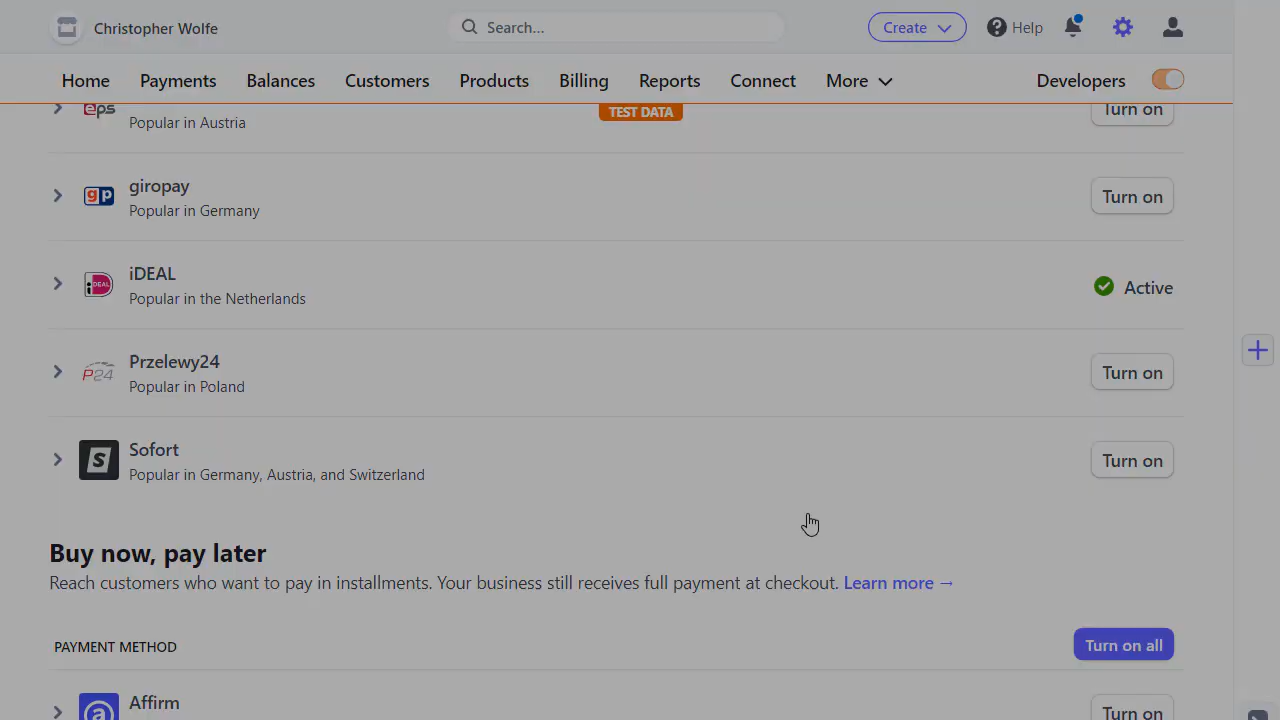 Christopher Wolfe
Search...
Create
Help
Home Payments Balances Customers Products Billing Reports Connect More Developers
eps
Popular in Austria
TEST DATA
Turn on
gp
giropay
Popular in Germany
Turn on
iDEAL
iDEAL
Popular in the Netherlands
Active
P24
Przelewy24
Popular in Poland
Turn on
S
Sofort
Popular in Germany, Austria, and Switzerland
Turn on
Buy now, pay later
Reach customers who want to pay in installments. Your business still receives full payment at checkout. Learn more →
PAYMENT METHOD
Turn on all
a
Affirm
Turn on